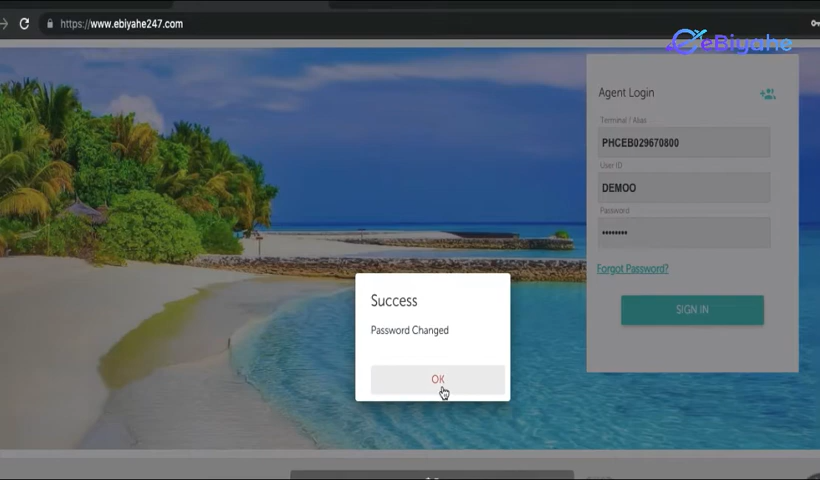 https://www.ebiyahe247.com
eBiyahe
Agent Login
Terminal / Alias
PHCEB029670800
User ID
DEMOO
Password
••••••••
Forgot Password?
SIGN IN
Success
Password Changed
OK